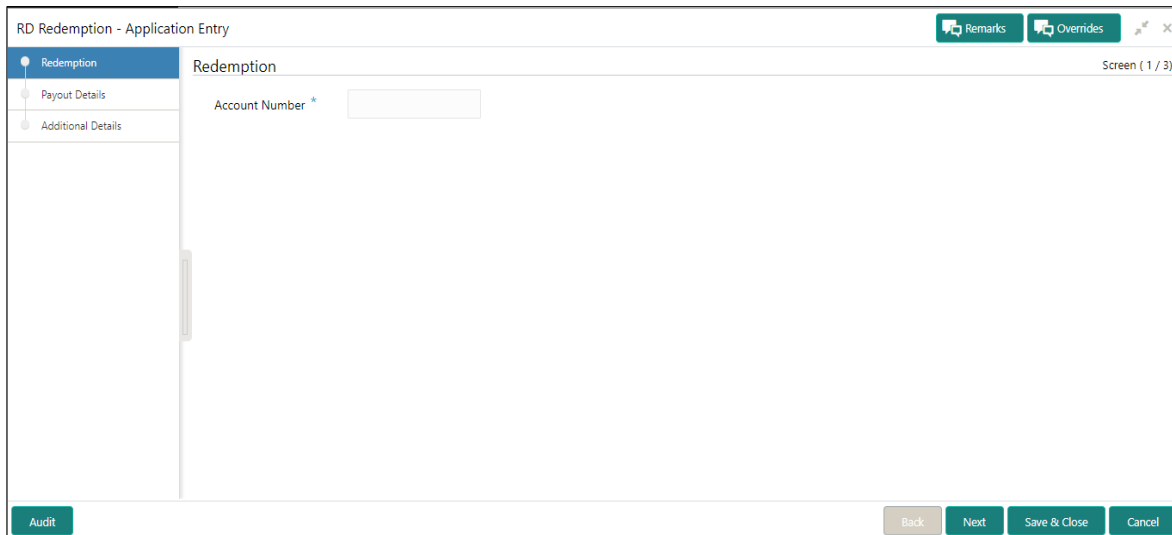 RD Redemption - Application Entry
Remarks
Overrides
Redemption
Payout Details
Additional Details
Redemption
Screen ( 1 / 3)
Account Number *
Audit
Back
Next
Save & Close
Cancel